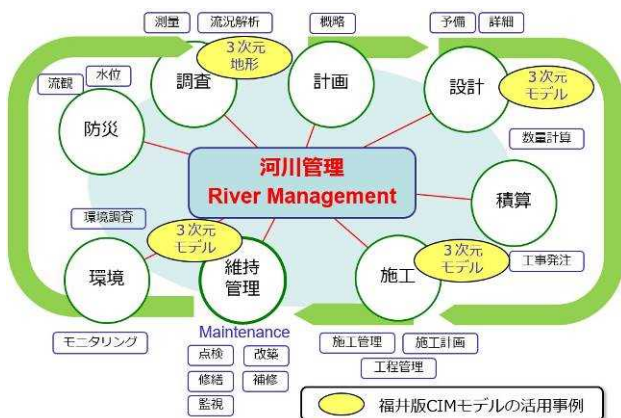 測量
流況解析
概略
予備
詳細
3次元
地形
流観
水位
調査
計画
設計
3次元
モデル
防災
数量計算
河川管理
River Management
積算
環境調査
3次元
モデル
3次元
モデル
環境
維持
管理
施工
工事発注
モニタリング
Maintenance
点検
改築
修繕
補修
監視
施工管理
施工計画
工程管理
福井版CIMモデルの活用事例